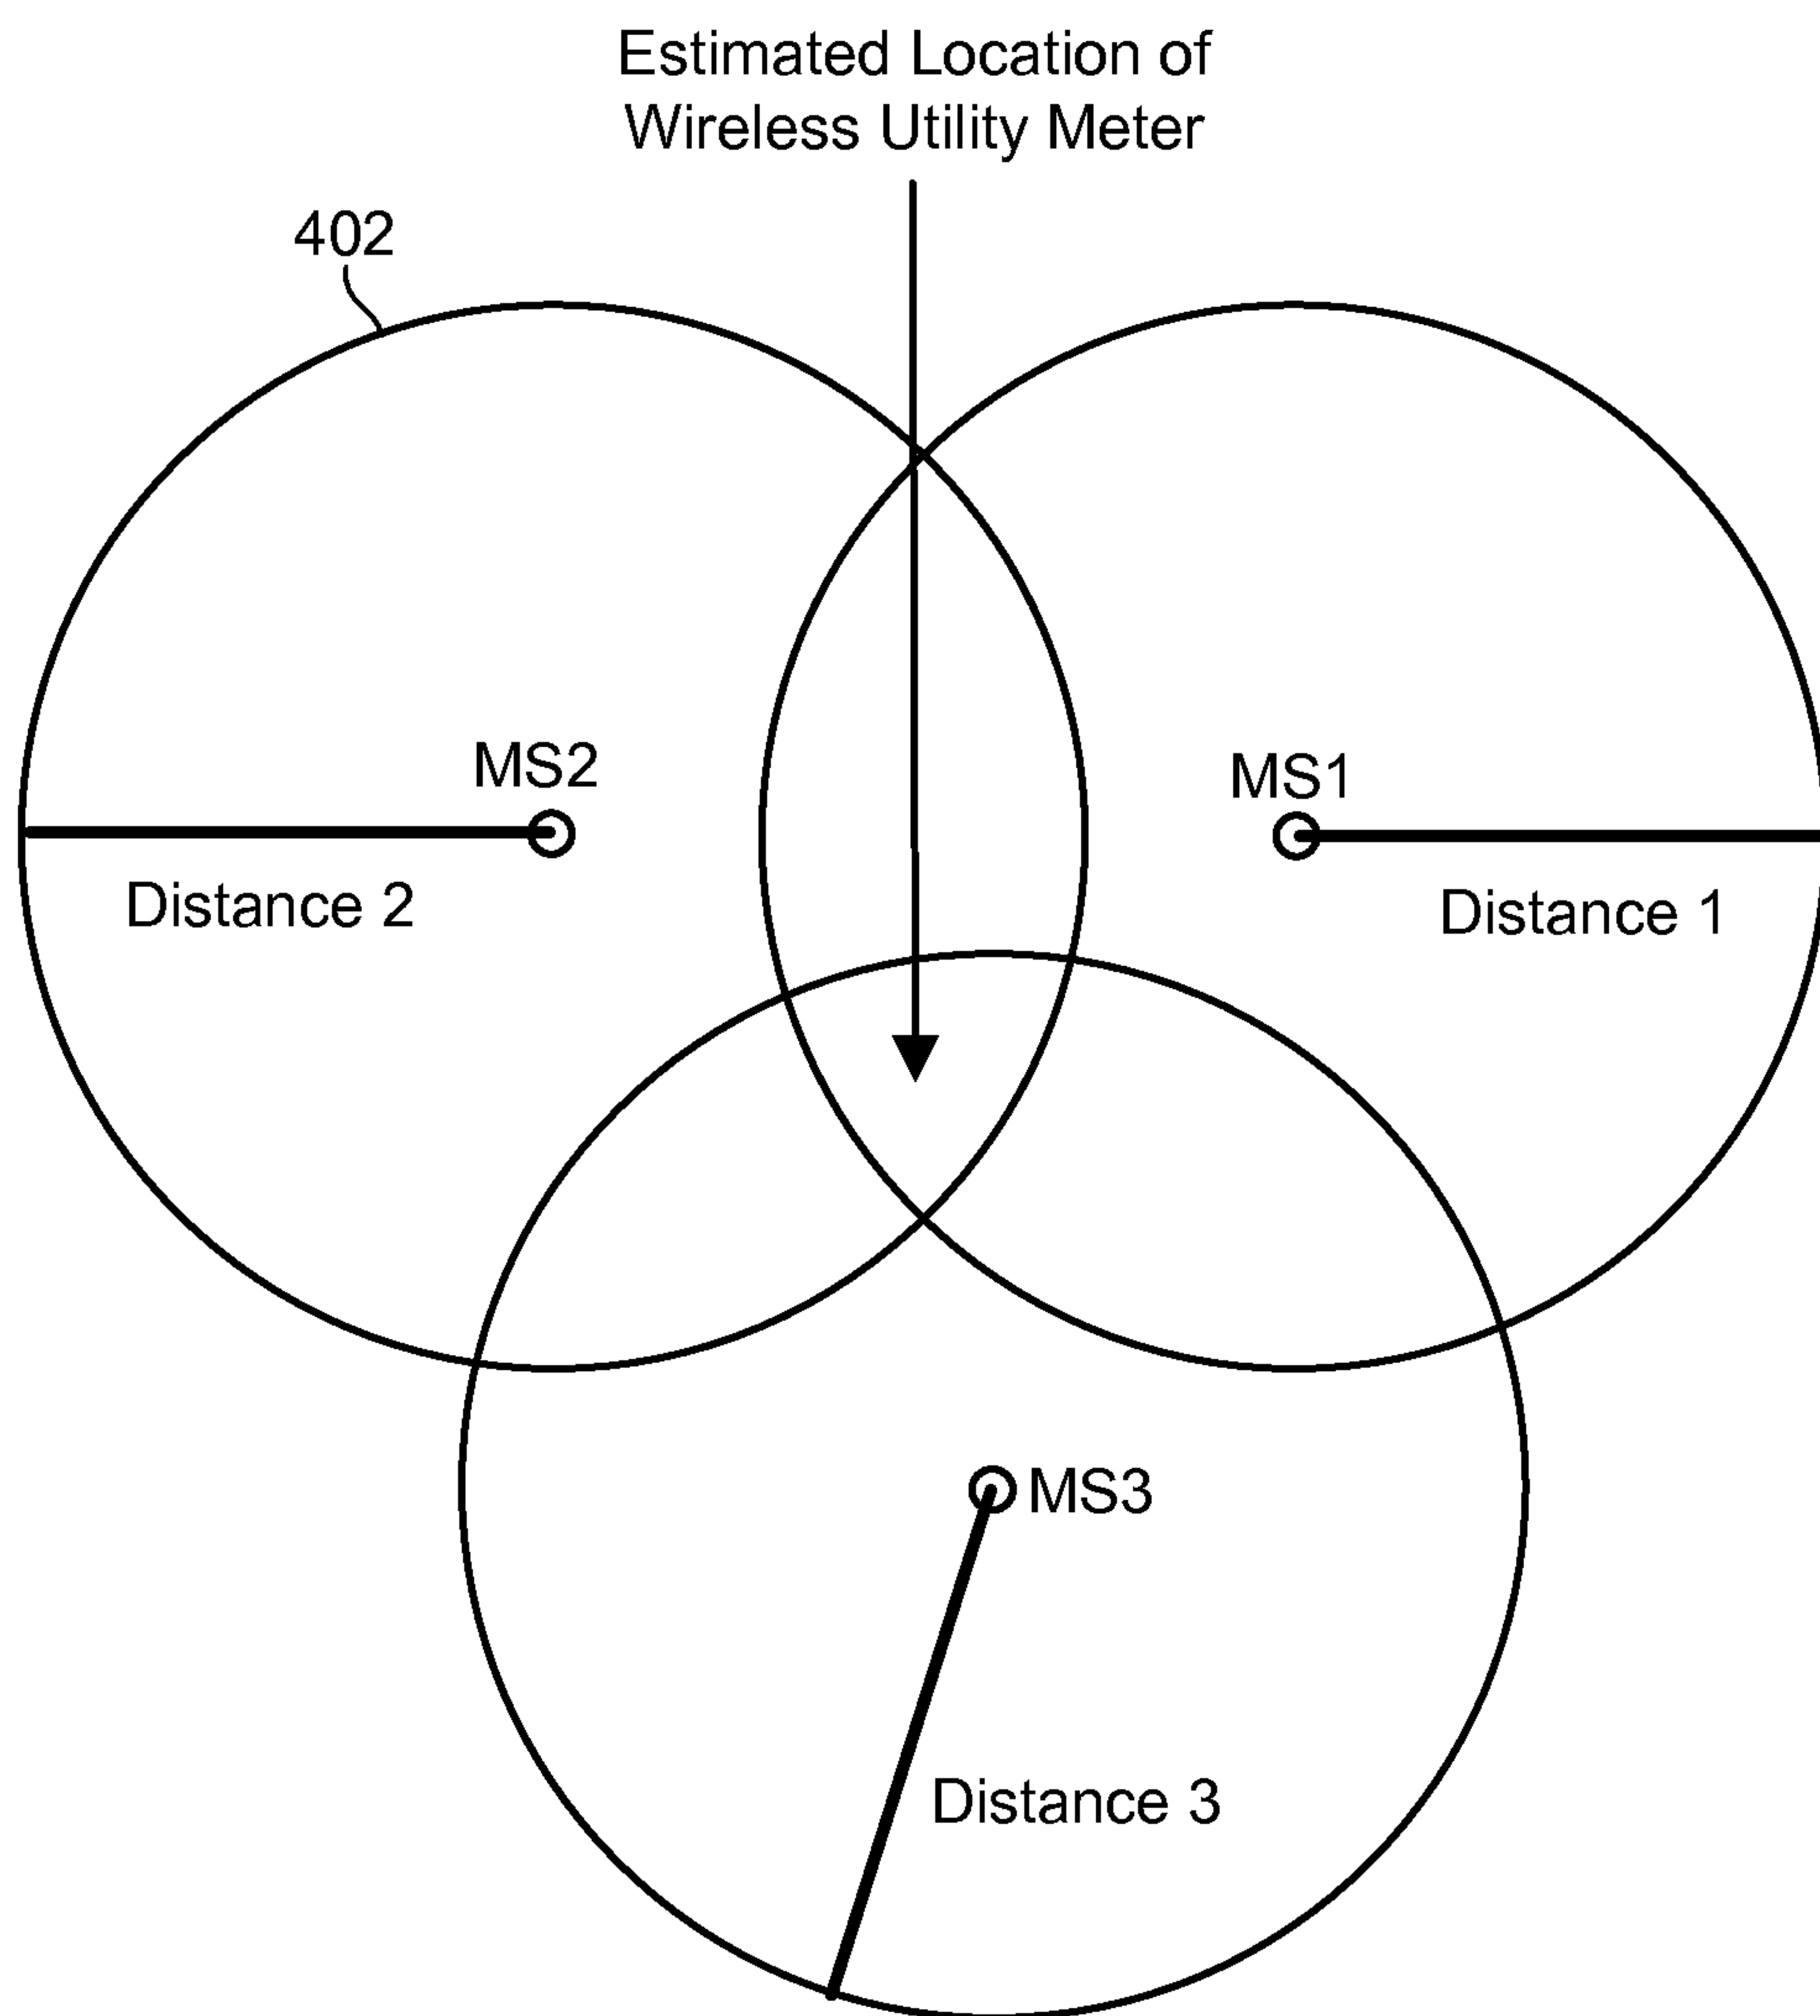 Estimated Location of
Wireless Utility Meter
402
MS2
MS1
Distance 2
Distance 1
MS3
Distance 3